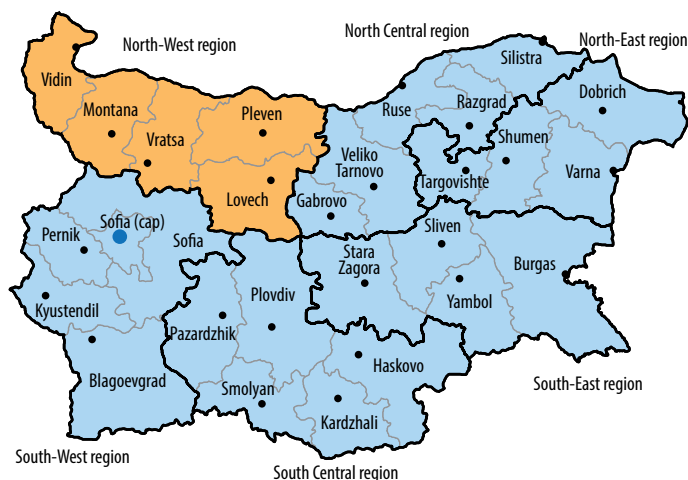 North Central region
North-West region
North-East region
Silistra
Vidin
Dobrich
Montana
Pleven
Ruse
Razgrad
Vratsa
Shumen
Veliko
Tarnovo
Varna
Targovishte
Lovech
Gabrovo
Sofia (cap)
Sofia
Pernik
Sliven
Stara
Zagora
Burgas
Plovdiv
Yambol
Kyustendil
Pazardzhik
Haskovo
Blagoevgrad
Smolyan
South-East region
Kardzhali
South-West region
South Central region